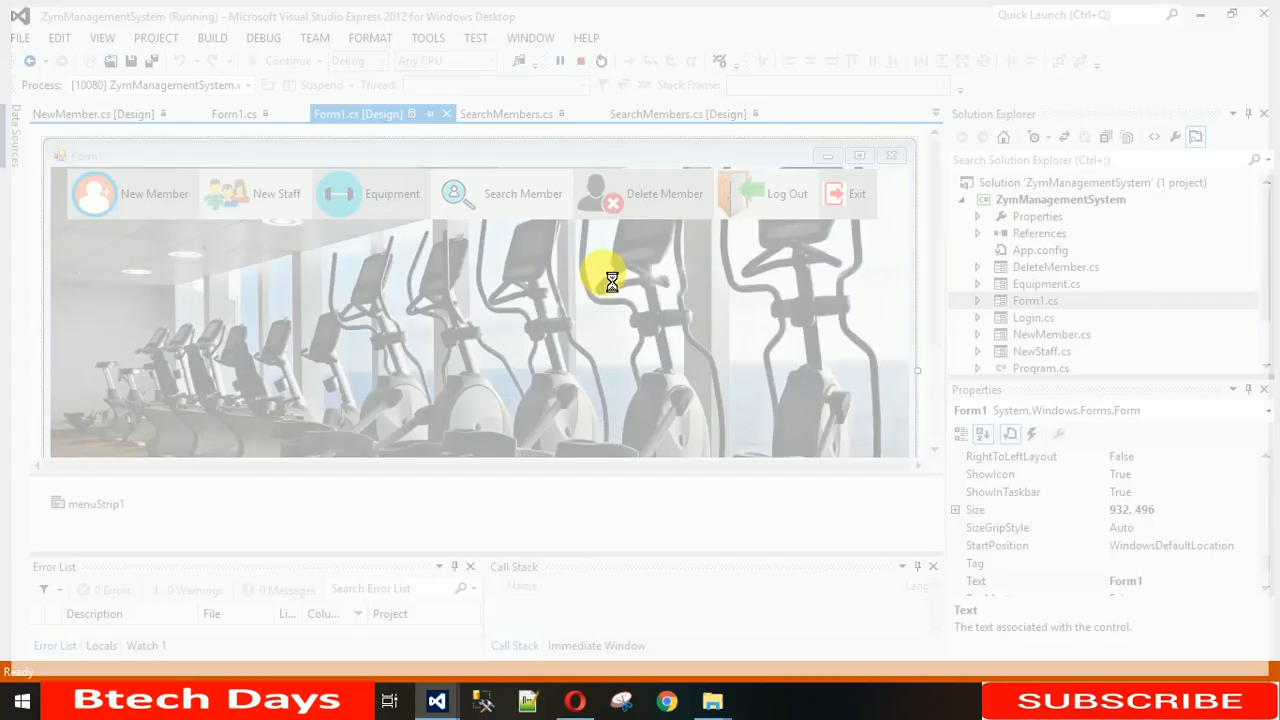 ZymManagementSystem (Running) - Microsoft Visual Studio Express 2012 for Windows Desktop
Quick Launch (Ctrl+Q)
FILE EDIT VIEW PROJECT BUILD DEBUG TEAM FORMAT TOOLS TEST WINDOW HELP
Continue Debug Any CPU
Process: [10080] ZymManagementSystem.v Suspend Thread: Stack Frame:
Data Sources
NewMember.cs [Design] Form1.cs Form1.cs [Design] SearchMembers.cs SearchMembers.cs [Design]
Form1
New Member New Staff Equipment Search Member Delete Member Log Out Exit
menuStrip1
Solution Explorer
Search Solution Explorer (Ctrl+;)
Solution 'ZymManagementSystem' (1 project)
ZymManagementSystem
Properties
References
App.config
DeleteMember.cs
Equipment.cs
Form1.cs
Login.cs
NewMember.cs
NewStaff.cs
Program.cs
Properties
Form1 System.Windows.Forms.Form
RightToLeftLayout False
ShowIcon True
ShowInTaskbar True
Size 932, 496
SizeGripStyle Auto
StartPosition WindowsDefaultLocation
Tag
Text Form1
Text
The text associated with the control.
Error List
0 Errors 0 Warnings 0 Messages Search Error List
Description File Li... Colu... Project
Error List Locals Watch 1
Call Stack
Name Lang
Call Stack Immediate Window
Ready
Btech Days
SUBSCRIBE